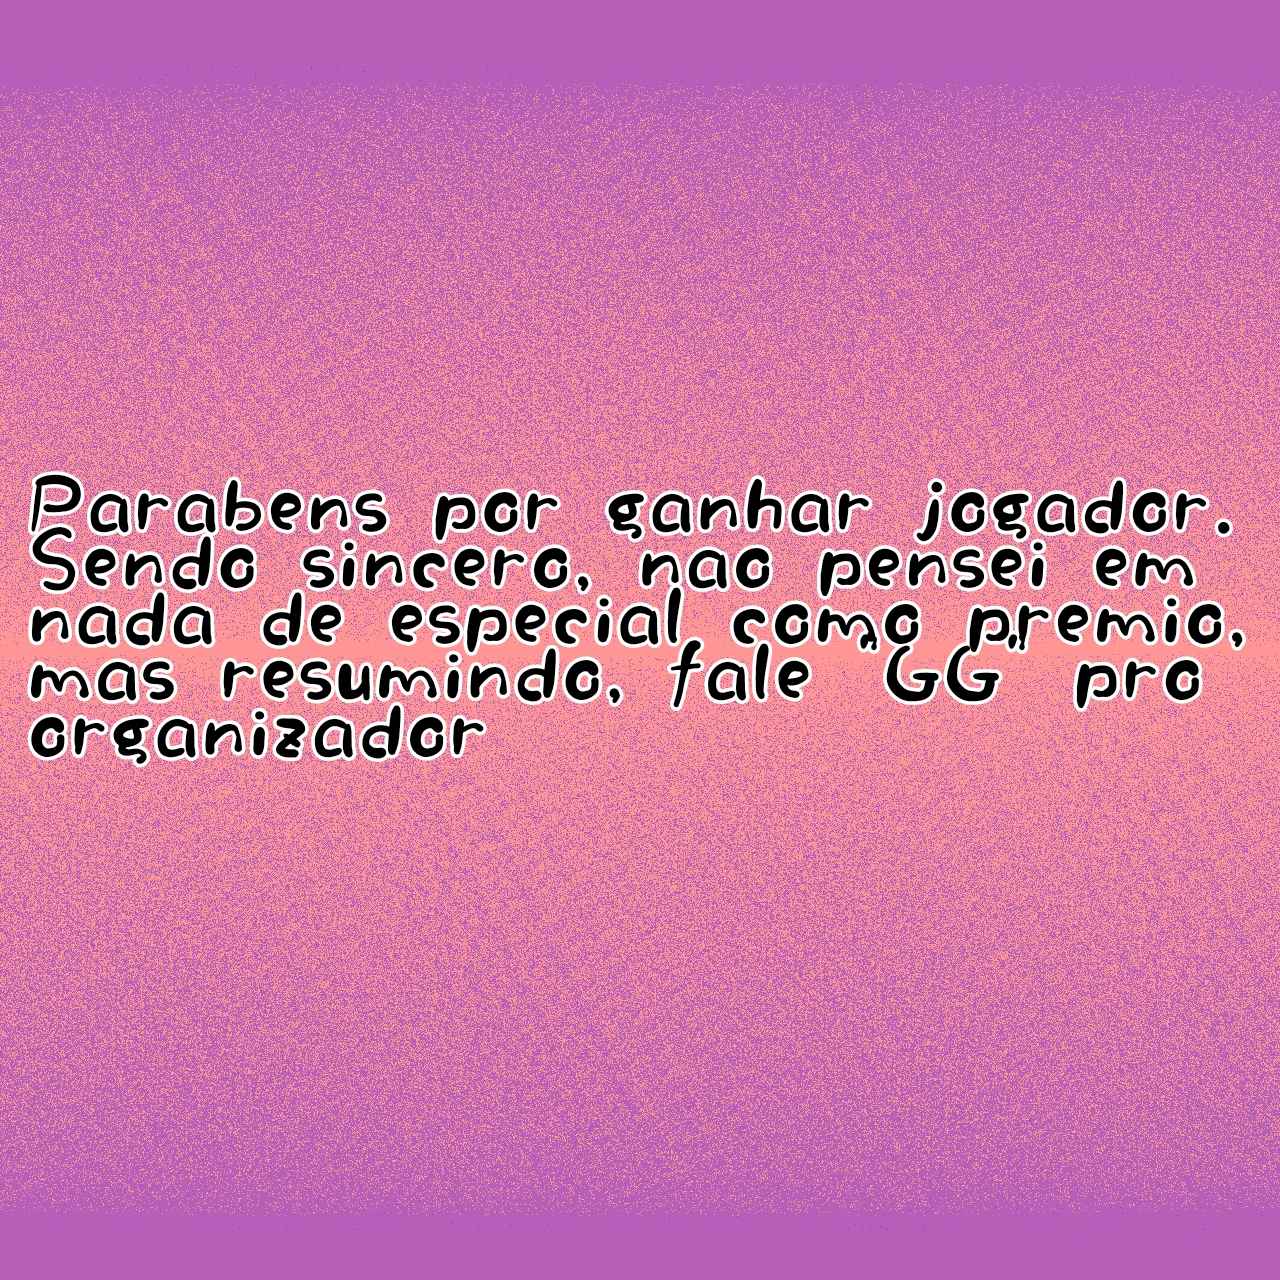 Parabens por ganhar jogador.
Sendo sincero, nao pensei em
nada de especial como premio,
mas resumindo, fale "GG" pro
organizador